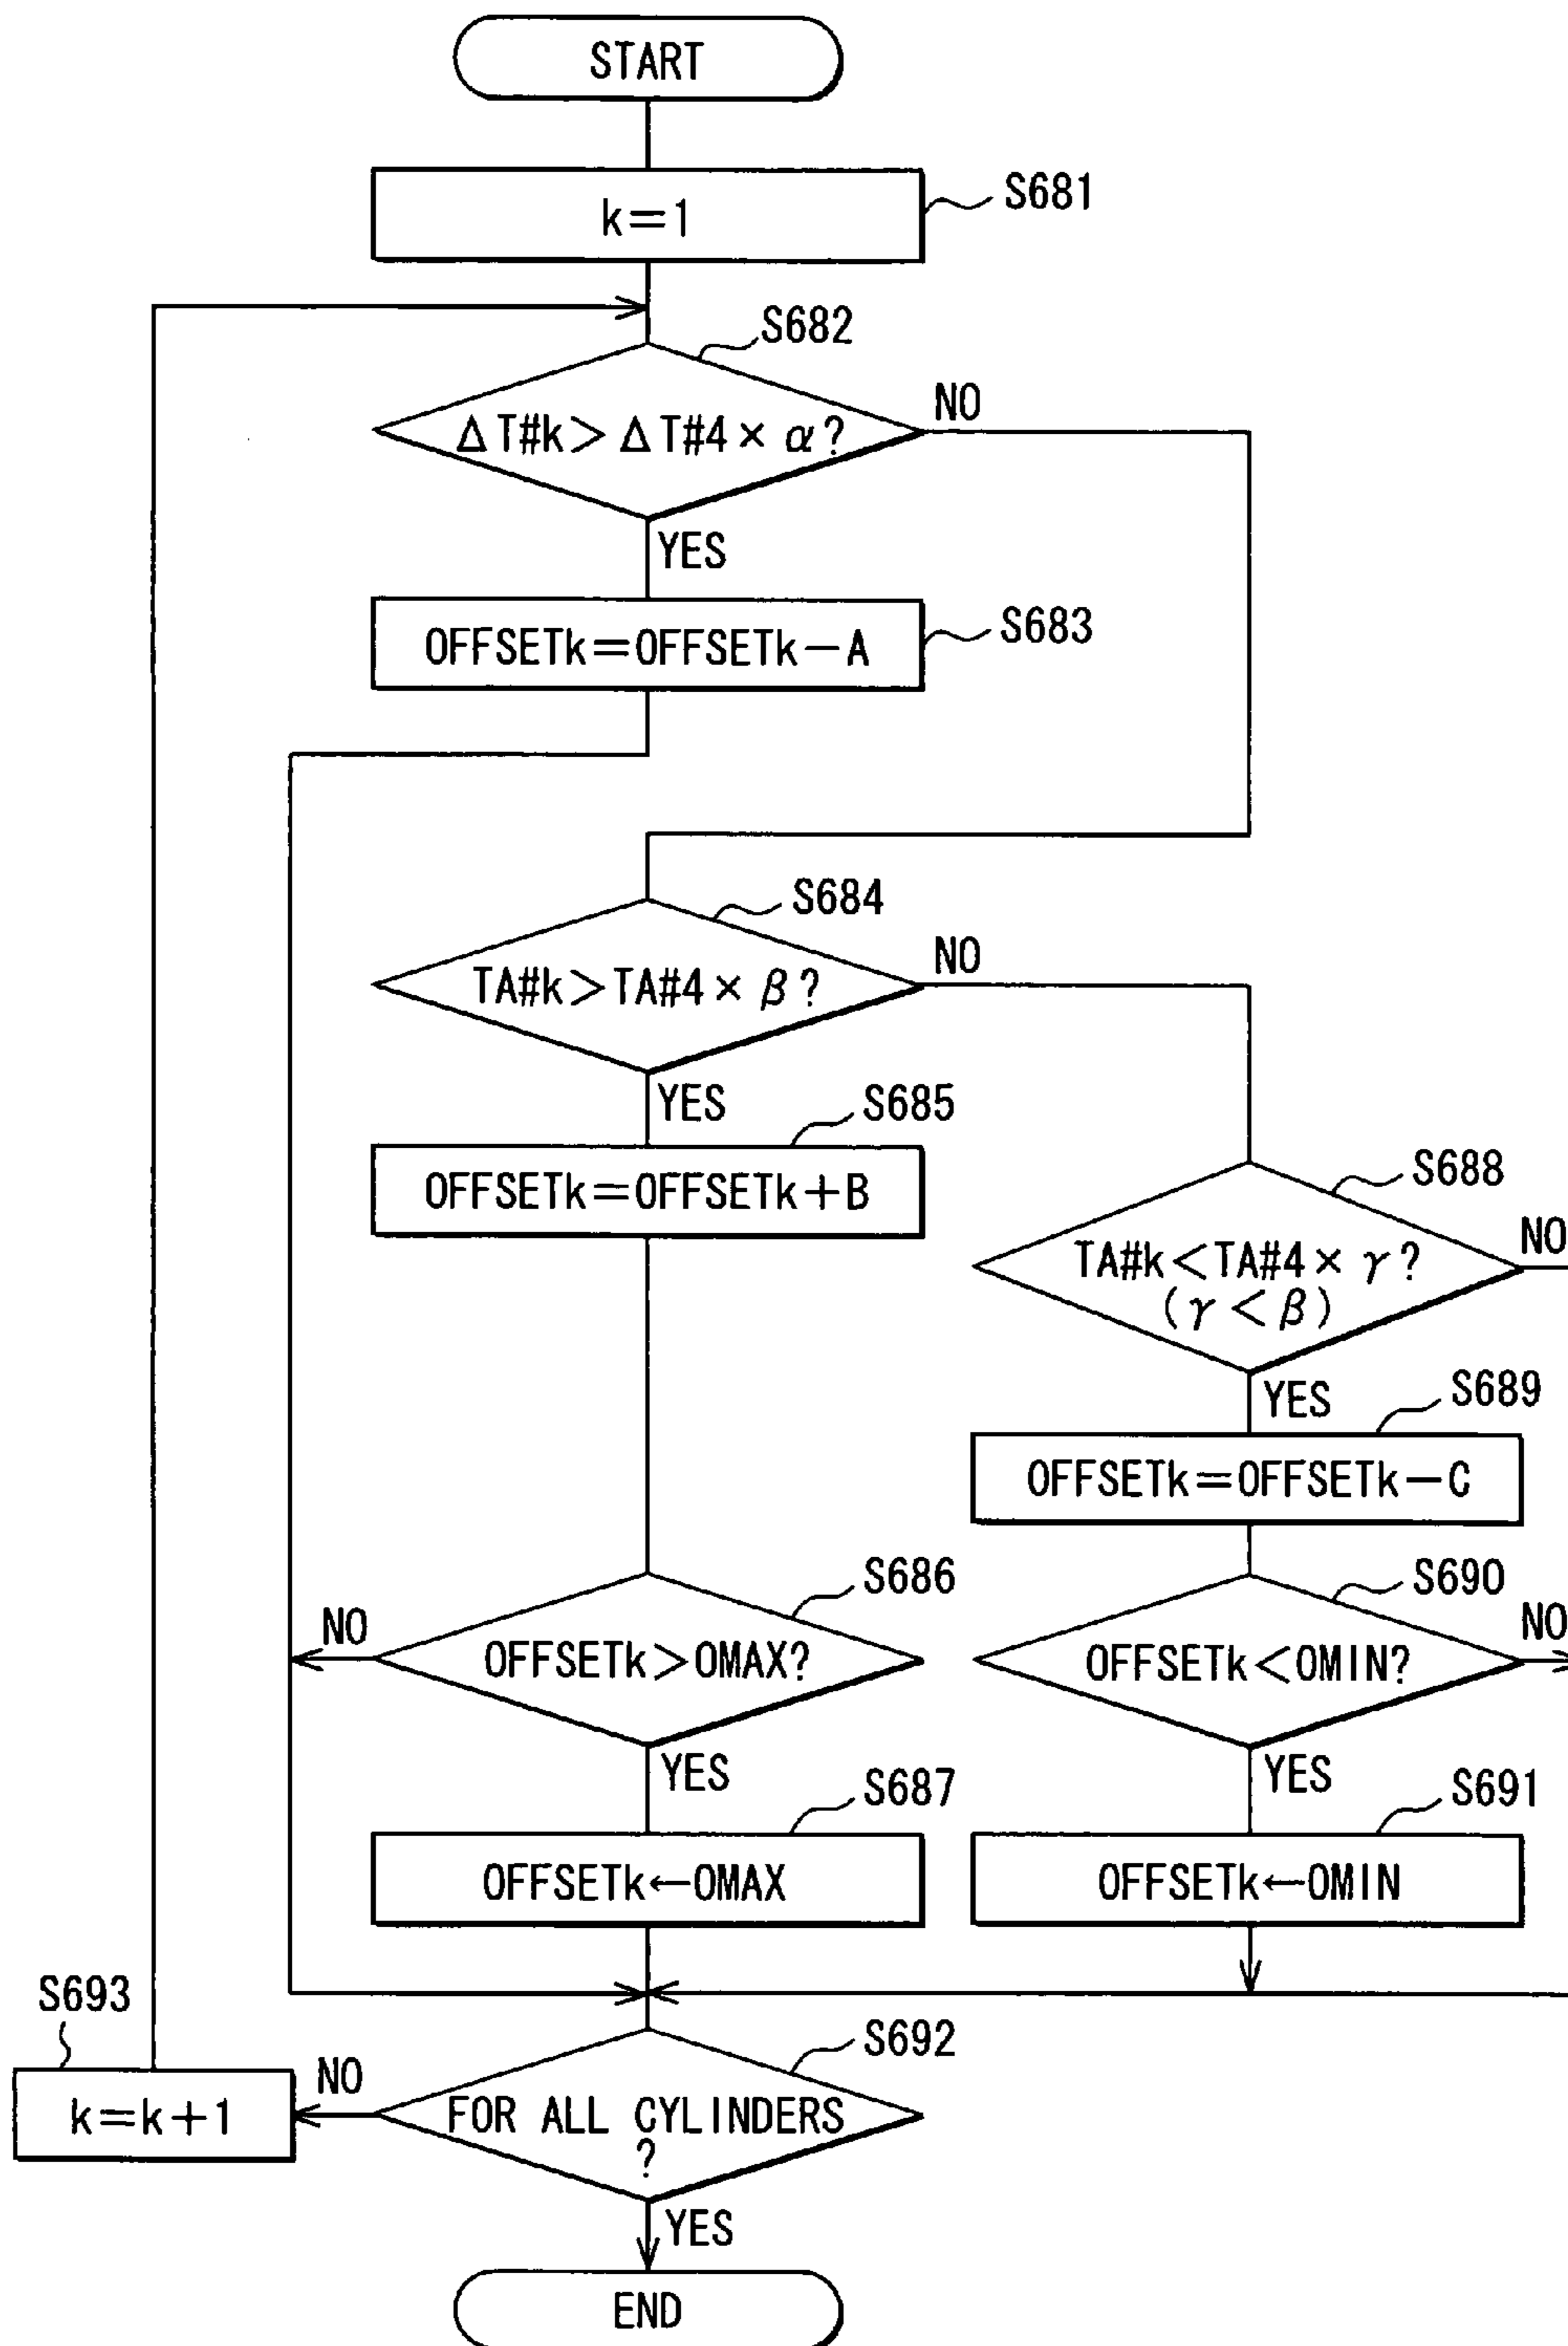 START
k=1
S681
S682
ΔT#k>ΔT#4×α?
NO
YES
OFFSETk=OFFSETk−A
S683
S684
TA#k>TA#4×β?
NO
YES
S685
OFFSETk=OFFSETk+B
S688
TA#k<TA#4×γ?
(γ<β)
NO
YES
S689
OFFSETk=OFFSETk−C
S686
OFFSETk>OMAX?
NO
YES
S690
OFFSETk<OMIN?
NO
YES
S687
OFFSETk←OMAX
S691
OFFSETk←OMIN
S693
k=k+1
NO
S692
FOR ALL CYLINDERS
?
YES
END